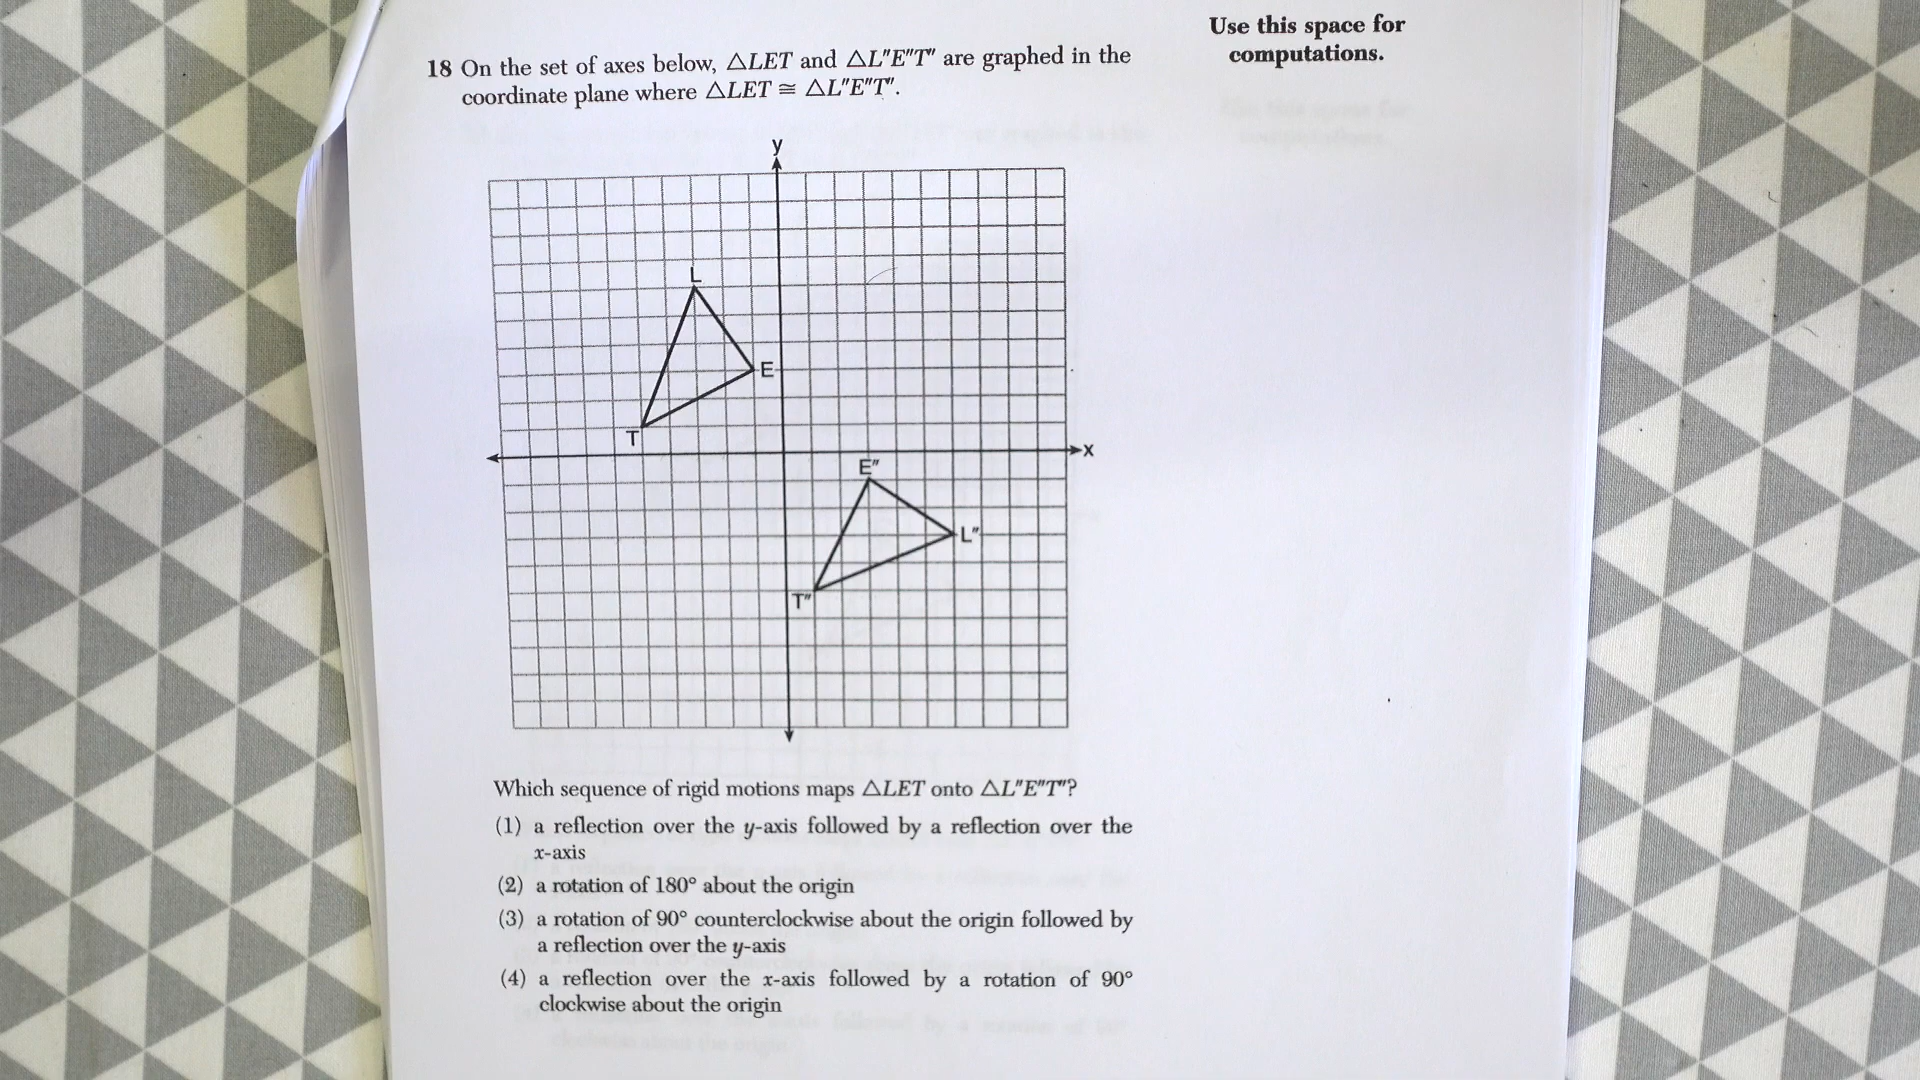 Use this space for
computations.
18 On the set of axes below, △LET and △L"E"T" are graphed in the
coordinate plane where △LET ≅ △L"E"T".
y
L
E
T
x
E"
L"
T"
Which sequence of rigid motions maps △LET onto △L"E"T"?
(1) a reflection over the y-axis followed by a reflection over the
x-axis
(2) a rotation of 180° about the origin
(3) a rotation of 90° counterclockwise about the origin followed by
a reflection over the y-axis
(4) a reflection over the x-axis followed by a rotation of 90°
clockwise about the origin